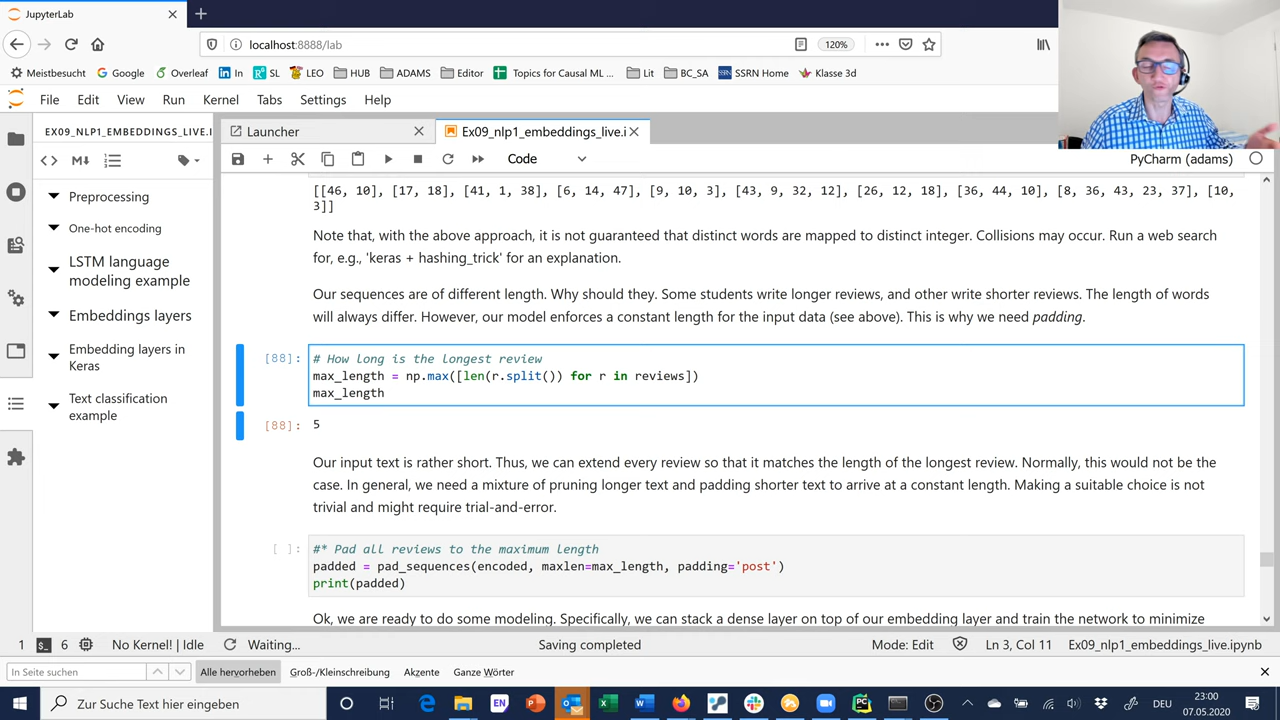 JupyterLab
localhost:8888/lab
120%
Meistbesucht
Google
Overleaf
In
SL
LEO
HUB
ADAMS
Editor
Topics for Causal ML ...
Lit
BC_SA
SSRN Home
Klasse 3d
File
Edit
View
Run
Kernel
Tabs
Settings
Help
EX09_NLP1_EMBEDDINGS_LIVE.I
Launcher
Ex09_nlp1_embeddings_live.i
Code
PyCharm (adams)
Preprocessing
One-hot encoding
LSTM language
modeling example
Embeddings layers
Embedding layers in
Keras
Text classification
example
[[46, 10], [17, 18], [41, 1, 38], [6, 14, 47], [9, 10, 3], [43, 9, 32, 12], [26, 12, 18], [36, 44, 10], [8, 36, 43, 23, 37], [10,
3]]
Note that, with the above approach, it is not guaranteed that distinct words are mapped to distinct integer. Collisions may occur. Run a web search
for, e.g., 'keras + hashing_trick' for an explanation.
Our sequences are of different length. Why should they. Some students write longer reviews, and other write shorter reviews. The length of words
will always differ. However, our model enforces a constant length for the input data (see above). This is why we need padding.
[88]:
# How long is the longest review
max_length = np.max([len(r.split()) for r in reviews])
max_length
[88]: 5
Our input text is rather short. Thus, we can extend every review so that it matches the length of the longest review. Normally, this would not be the
case. In general, we need a mixture of pruning longer text and padding shorter text to arrive at a constant length. Making a suitable choice is not
trivial and might require trial-and-error.
[ ]:
#* Pad all reviews to the maximum length
padded = pad_sequences(encoded, maxlen=max_length, padding='post')
print(padded)
Ok, we are ready to do some modeling. Specifically, we can stack a dense layer on top of our embedding layer and train the network to minimize
1
6
No Kernel! | Idle
Waiting...
Saving completed
Mode: Edit
Ln 3, Col 11
Ex09_nlp1_embeddings_live.ipynb
In Seite suchen
Alle hervorheben
Groß-/Kleinschreibung
Akzente
Ganze Wörter
Zur Suche Text hier eingeben
EN
DEU
23:00
07.05.2020